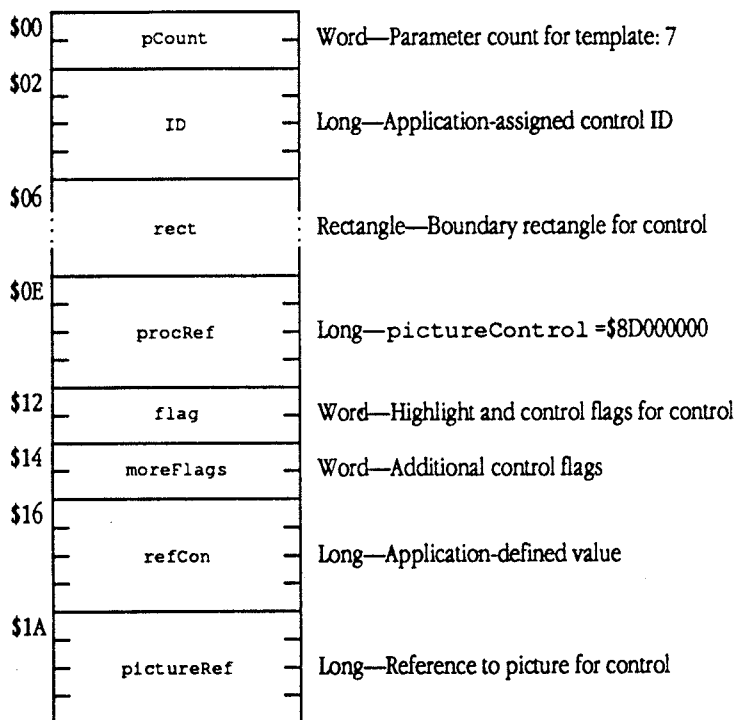 $00 pCount Word—Parameter count for template: 7
$02
ID Long—Application-assigned control ID
$06
rect Rectangle—Boundary rectangle for control
$0E
procRef Long—pictureControl =$8D000000
$12 flag Word—Highlight and control flags for control
$14 moreFlags Word—Additional control flags
$16
refCon Long—Application-defined value
$1A
pictureRef Long—Reference to picture for control